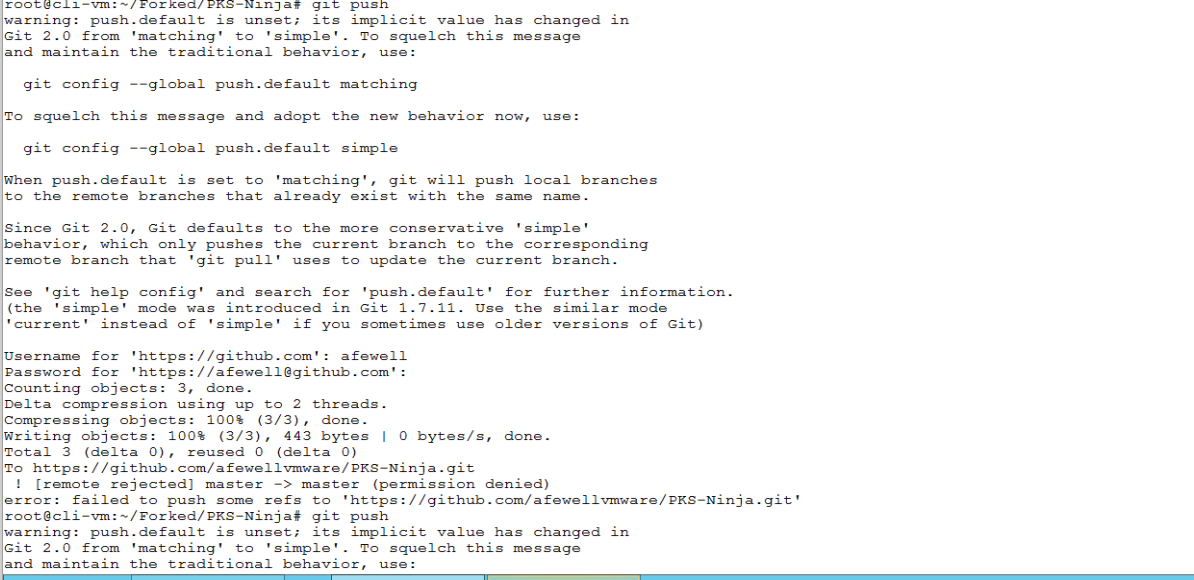 root@cli-vm:~/Forked/PKS-Ninja# git push
warning: push.default is unset; its implicit value has changed in
Git 2.0 from 'matching' to 'simple'. To squelch this message
and maintain the traditional behavior, use:
git config --global push.default matching
To squelch this message and adopt the new behavior now, use:
git config --global push.default simple
When push.default is set to 'matching', git will push local branches
to the remote branches that already exist with the same name.
Since Git 2.0, Git defaults to the more conservative 'simple'
behavior, which only pushes the current branch to the corresponding
remote branch that 'git pull' uses to update the current branch.
See 'git help config' and search for 'push.default' for further information.
(the 'simple' mode was introduced in Git 1.7.11. Use the similar mode
'current' instead of 'simple' if you sometimes use older versions of Git)
Username for 'https://github.com': afewell
Password for 'https://afewell@github.com':
Counting objects: 3, done.
Delta compression using up to 2 threads.
Compressing objects: 100% (3/3), done.
Writing objects: 100% (3/3), 443 bytes | 0 bytes/s, done.
Total 3 (delta 0), reused 0 (delta 0)
To https://github.com/afewellvmware/PKS-Ninja.git
! [remote rejected] master -> master (permission denied)
error: failed to push some refs to 'https://github.com/afewellvmware/PKS-Ninja.git'
root@cli-vm:~/Forked/PKS-Ninja# git push
warning: push.default is unset; its implicit value has changed in
Git 2.0 from 'matching' to 'simple'. To squelch this message
and maintain the traditional behavior, use: